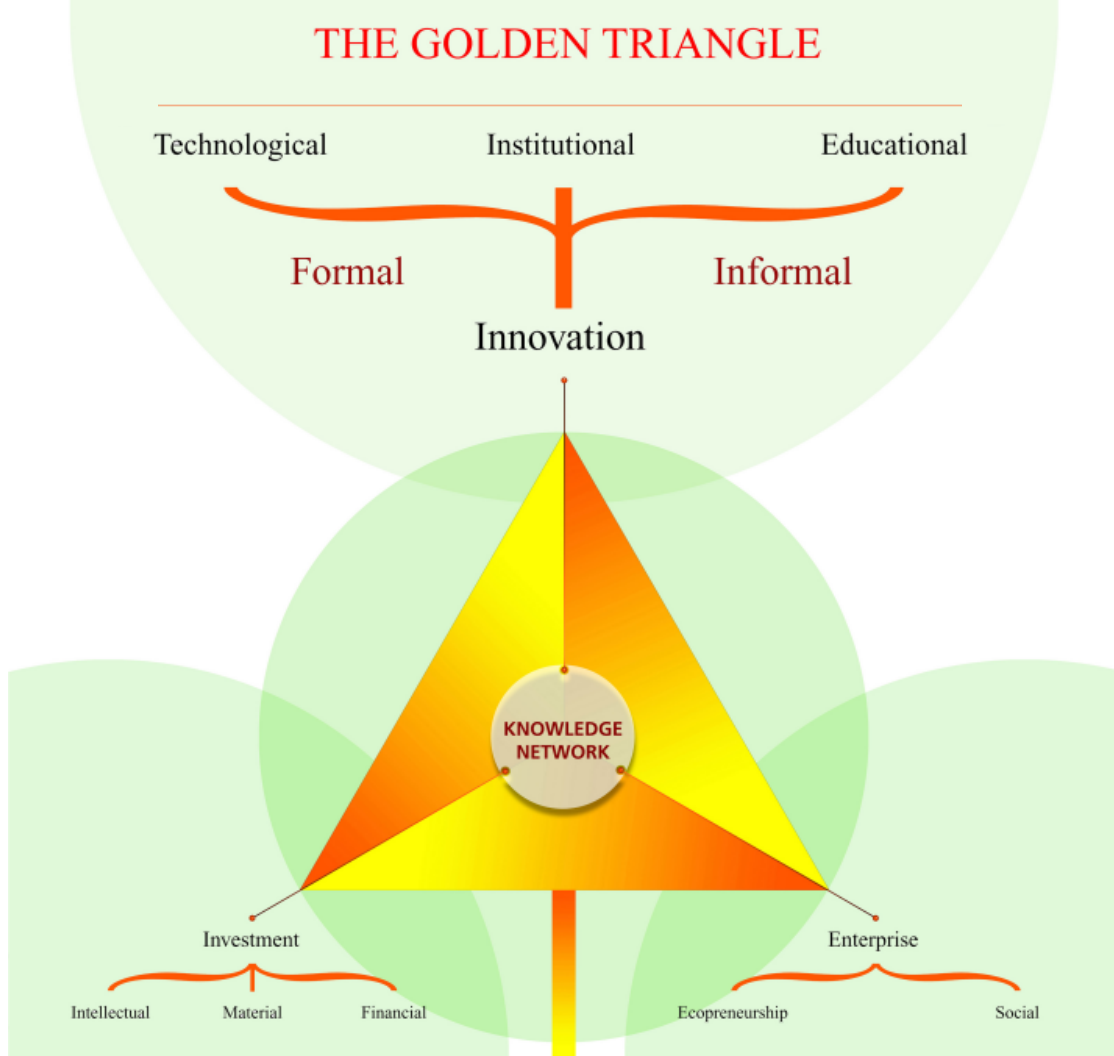 THE GOLDEN TRIANGLE
Technological Institutional Educational
Formal Informal
Innovation
KNOWLEDGE
NETWORK
Investment Enterprise
Intellectual Material Financial Ecopreneurship Social